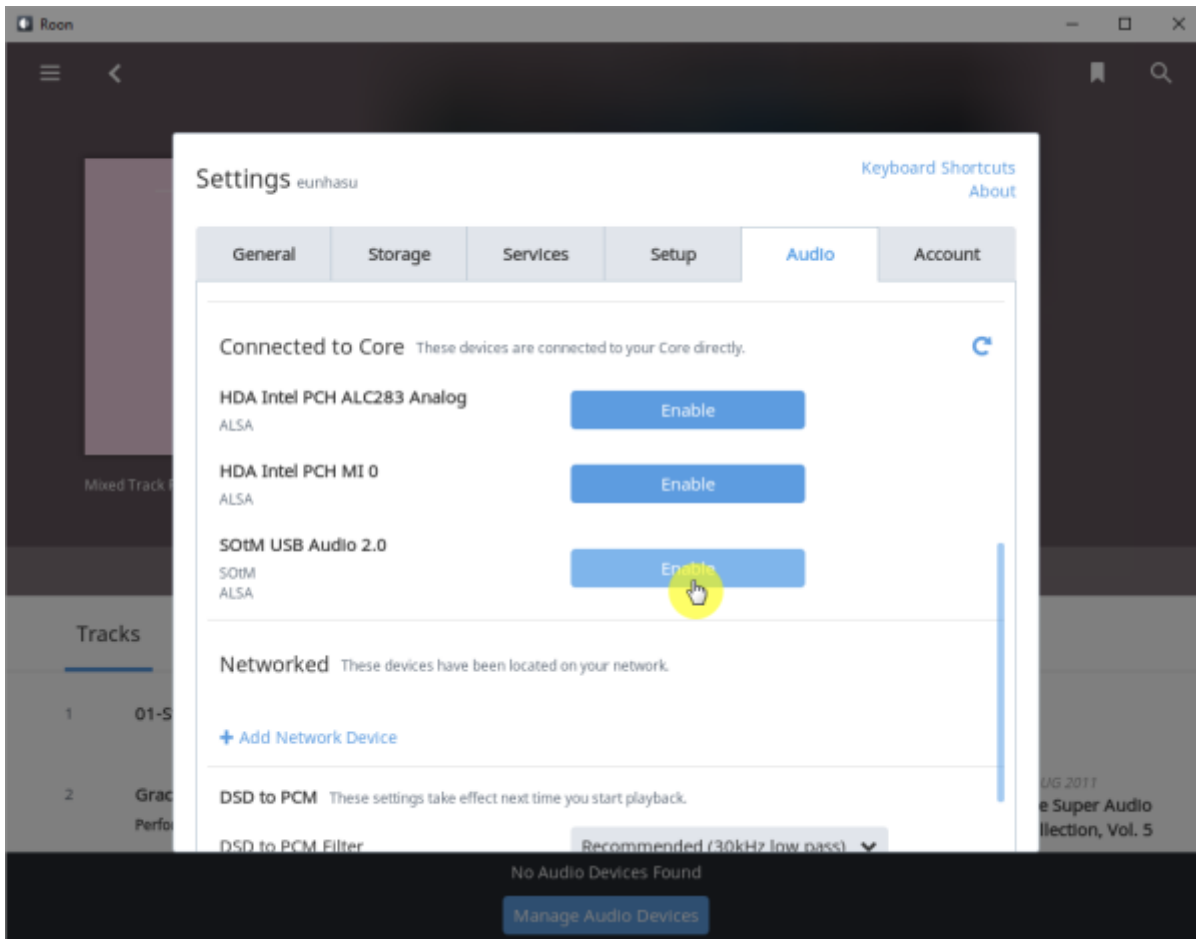 Roon
Settings eunhasu
Keyboard Shortcuts
About
General Storage Services Setup Audio Account
Connected to Core These devices are connected to your Core directly.
HDA Intel PCH ALC283 Analog
ALSA
Enable
HDA Intel PCH MI 0
ALSA
Enable
SOtM USB Audio 2.0
SOtM
ALSA
Enable
Networked These devices have been located on your network.
+ Add Network Device
DSD to PCM These settings take effect next time you start playback.
DSD to PCM Filter Recommended (30kHz low pass)
Mixed Track
Tracks
1 01-S
2 Grac
Perfo
UG 2011
e Super Audio
llection, Vol. 5
No Audio Devices Found
Manage Audio Devices